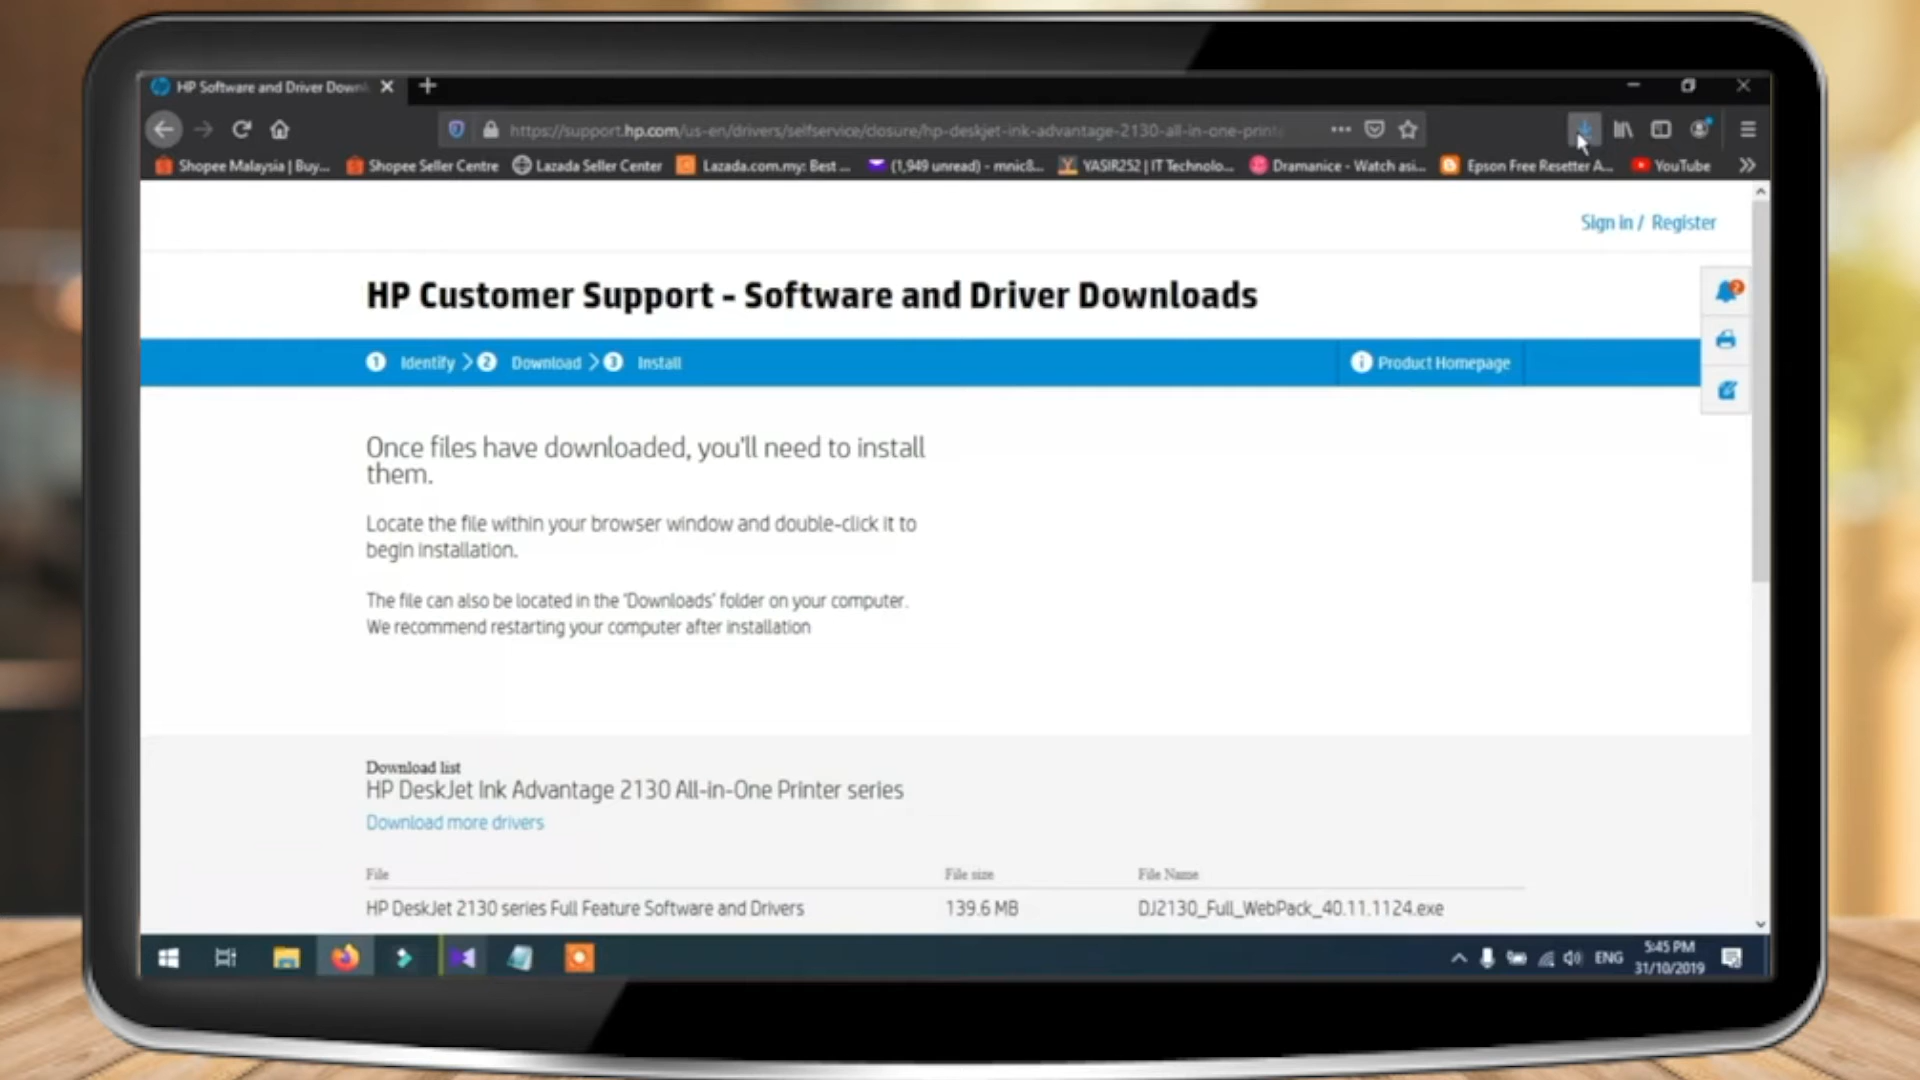 HP Software and Driver Down
https://support.hp.com/us-en/drivers/selfservice/closure/hp-deskjet-ink-advantage-2130-all-in-one-print
Shopee Malaysia | Buy... Shopee Seller Centre Lazada Seller Center Lazada.com.my: Best ... (1,949 unread) - mnic8... YASIR252 | IT Technolo... Dramanice - Watch asi... Epson Free Resetter A... YouTube
Sign in / Register
HP Customer Support - Software and Driver Downloads
2
1 Identify 2 Download 3 Install Product Homepage
Once files have downloaded, you'll need to install
them.
Locate the file within your browser window and double-click it to
begin installation.
The file can also be located in the 'Downloads' folder on your computer.
We recommend restarting your computer after installation
Download list
HP DeskJet Ink Advantage 2130 All-in-One Printer series
Download more drivers
File File size File Name
HP DeskJet 2130 series Full Feature Software and Drivers 139.6 MB DJ2130_Full_WebPack_40.11.1124.exe
ENG 5:45 PM
31/10/2019